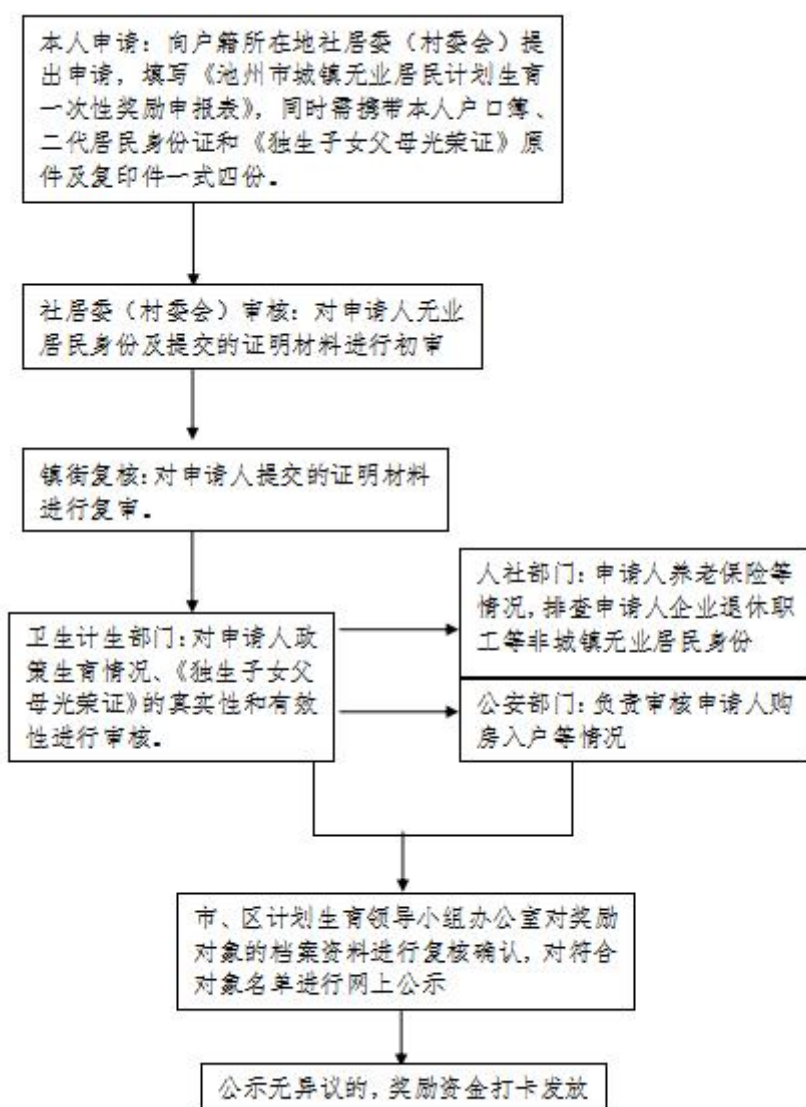 本人申请：向户籍所在地社居委（村委会）提
出申请，填写《池州市城镇无业居民计划生育
一次性奖励申报表》，同时需携带本人户口簿、
二代居民身份证和《独生子女父母光荣证》原
件及复印件一式四份。
社居委（村委会）审核：对申请人无业
居民身份及提交的证明材料进行初审
镇街复核：对申请人提交的证明材料
进行复审。
卫生计生部门：对申请人政
策生育情况、《独生子女父
母光荣证》的真实性和有效
性进行审核。
人社部门：申请人养老保险等
情况，排查申请人企业退休职
工等非城镇无业居民身份
公安部门：负责审核申请人购
房入户等情况
市、区计划生育领导小组办公室对奖励
对象的档案资料进行复核确认，对符合
对象名单进行网上公示
公示无异议的，奖励资金打卡发放